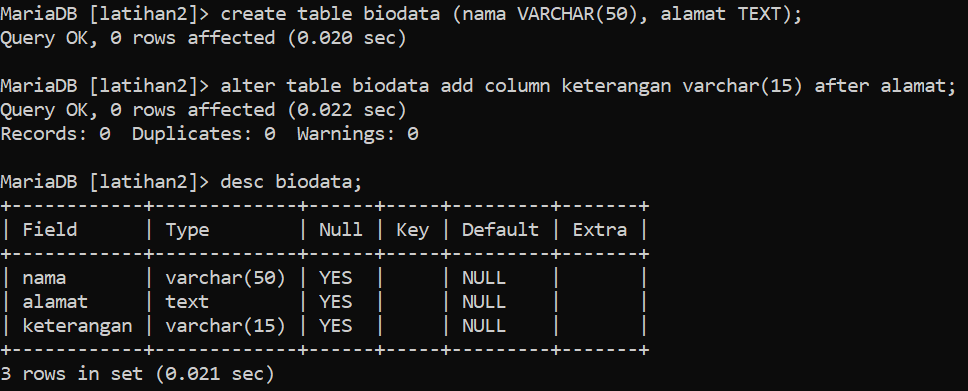 MariaDB [latihan2]> create table biodata (nama VARCHAR(50), alamat TEXT);
Query OK, 0 rows affected (0.020 sec)

MariaDB [latihan2]> alter table biodata add column keterangan varchar(15) after alamat;
Query OK, 0 rows affected (0.022 sec)
Records: 0  Duplicates: 0  Warnings: 0

MariaDB [latihan2]> desc biodata;
+------------+-------------+------+-----+---------+-------+
| Field      | Type        | Null | Key | Default | Extra |
+------------+-------------+------+-----+---------+-------+
| nama       | varchar(50) | YES  |     | NULL    |       |
| alamat     | text        | YES  |     | NULL    |       |
| keterangan | varchar(15) | YES  |     | NULL    |       |
+------------+-------------+------+-----+---------+-------+
3 rows in set (0.021 sec)